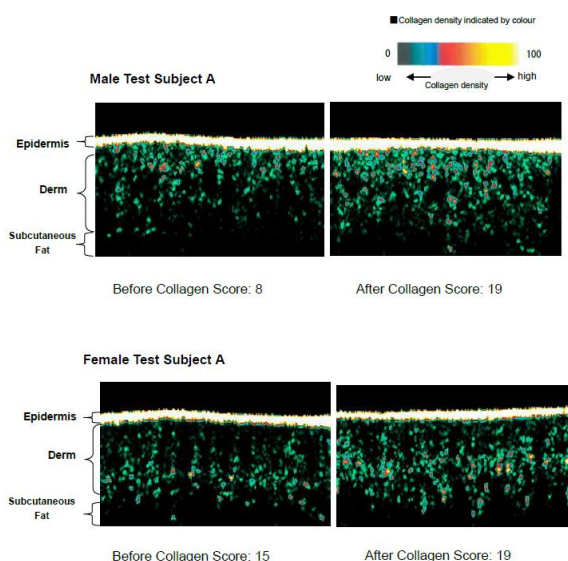 ■Collagen density indicated by colour
0 100
low high
Collagen density
Male Test Subject A
Epidermis
Derm
Subcutaneous
Fat
Before Collagen Score: 8 After Collagen Score: 19
Female Test Subject A
Epidermis
Derm
Subcutaneous
Fat
Before Collagen Score: 15 After Collagen Score: 19